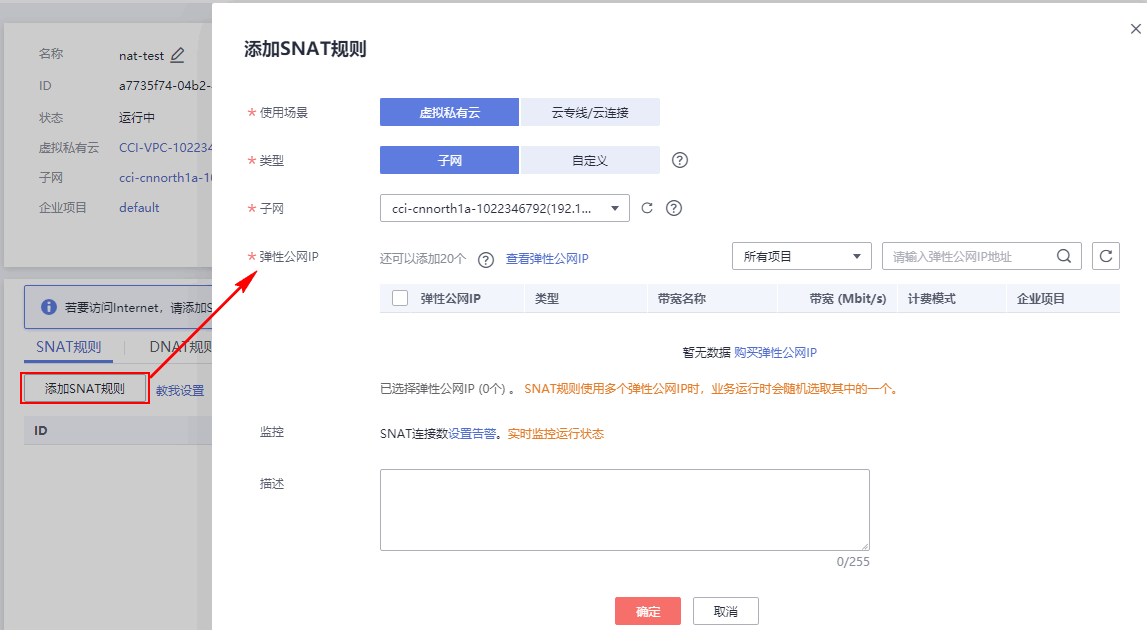 名称 nat-test
ID a7735f74-04b2-
状态 运行中
虚拟私有云 CCI-VPC-102234
子网 cci-cnnorth1a-10
企业项目 default
若要访问Internet，请添加S
SNAT规则 DNAT规则
添加SNAT规则 教我设置
ID
添加SNAT规则
* 使用场景 虚拟私有云 云专线/云连接
* 类型 子网 自定义 ?
* 子网 cci-cnnorth1a-1022346792(192.1... ?
* 弹性公网IP 还可以添加20个 ? 查看弹性公网IP 所有项目 请输入弹性公网IP地址
弹性公网IP 类型 带宽名称 带宽 (Mbit/s) 计费模式 企业项目
暂无数据 购买弹性公网IP
已选择弹性公网IP (0个) 。 SNAT规则使用多个弹性公网IP时，业务运行时会随机选取其中的一个。
监控 SNAT连接数设置告警。实时监控运行状态
描述
0/255
确定 取消